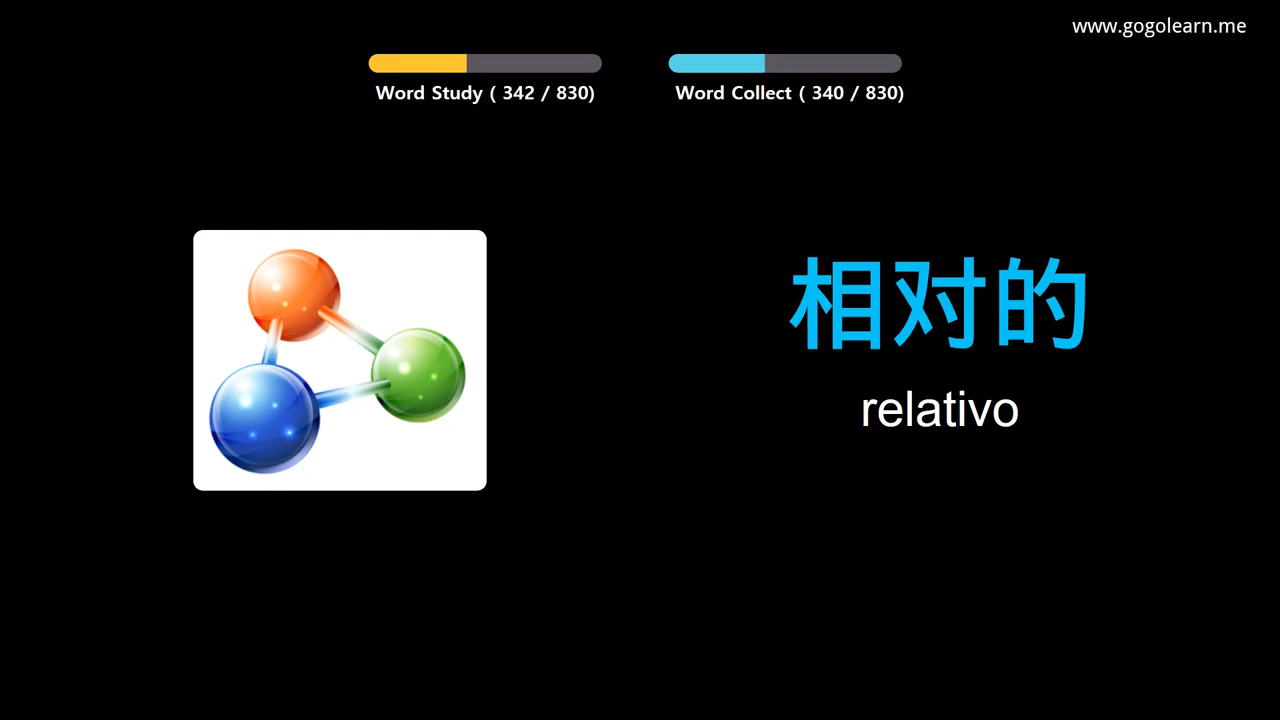 www.gogolearn.me
Word Study ( 342 / 830)
Word Collect ( 340 / 830)
相对的
relativo